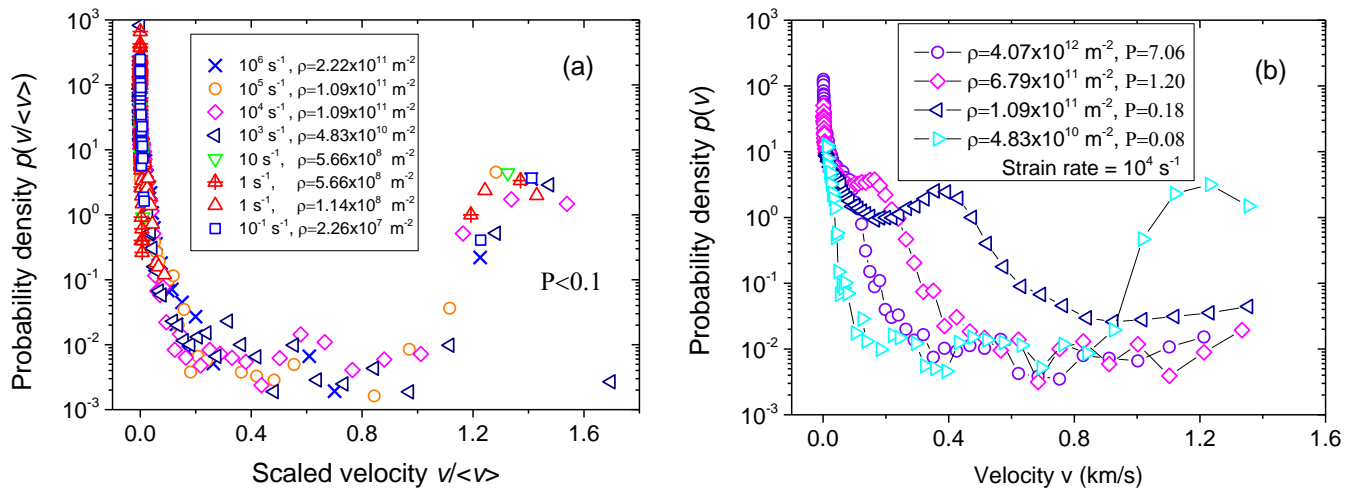 (a)
10⁶ s⁻¹, ρ=2.22x10¹¹ m⁻²
10⁵ s⁻¹, ρ=1.09x10¹¹ m⁻²
10⁴ s⁻¹, ρ=1.09x10¹¹ m⁻²
10³ s⁻¹, ρ=4.83x10¹⁰ m⁻²
10 s⁻¹, ρ=5.66x10⁸ m⁻²
1 s⁻¹, ρ=5.66x10⁸ m⁻²
1 s⁻¹, ρ=1.14x10⁸ m⁻²
10⁻¹ s⁻¹, ρ=2.26x10⁷ m⁻²
P<0.1
Probability density p(v/<v>)
10³
10²
10¹
10⁰
10⁻¹
10⁻²
10⁻³
0.0 0.4 0.8 1.2 1.6
Scaled velocity v/<v>
(b)
ρ=4.07x10¹² m⁻², P=7.06
ρ=6.79x10¹¹ m⁻², P=1.20
ρ=1.09x10¹¹ m⁻², P=0.18
ρ=4.83x10¹⁰ m⁻², P=0.08
Strain rate = 10⁴ s⁻¹
Probability density p(v)
10³
10²
10¹
10⁰
10⁻¹
10⁻²
10⁻³
0.0 0.4 0.8 1.2 1.6
Velocity v (km/s)